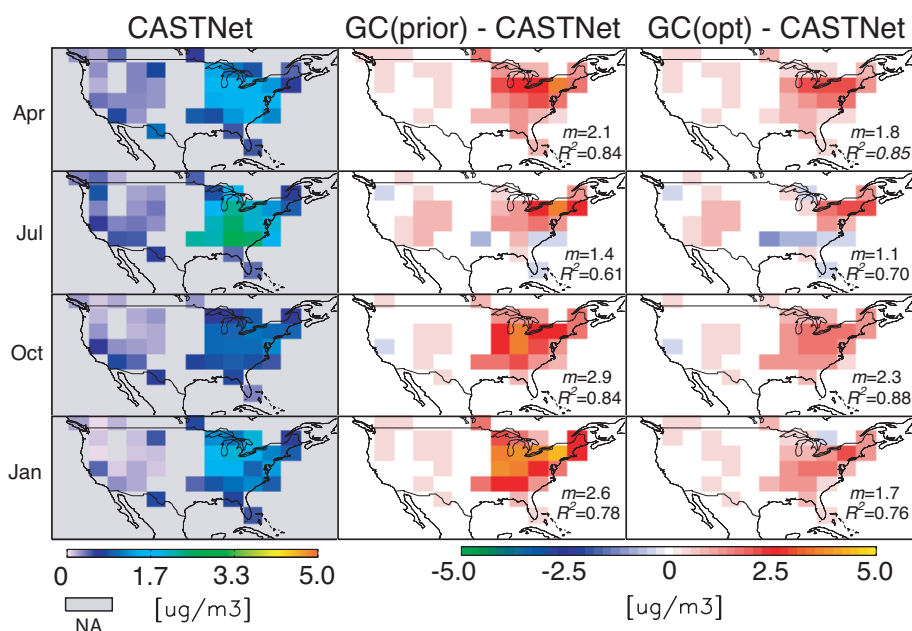 CASTNet GC(prior) - CASTNet GC(opt) - CASTNet
Apr
m=2.1
R²=0.84
m=1.8
R²=0.85
Jul
m=1.4
R²=0.61
m=1.1
R²=0.70
Oct
m=2.9
R²=0.84
m=2.3
R²=0.88
Jan
m=2.6
R²=0.78
m=1.7
R²=0.76
0 1.7 3.3 5.0
[ug/m3]
NA
-5.0 -2.5 0 2.5 5.0
[ug/m3]